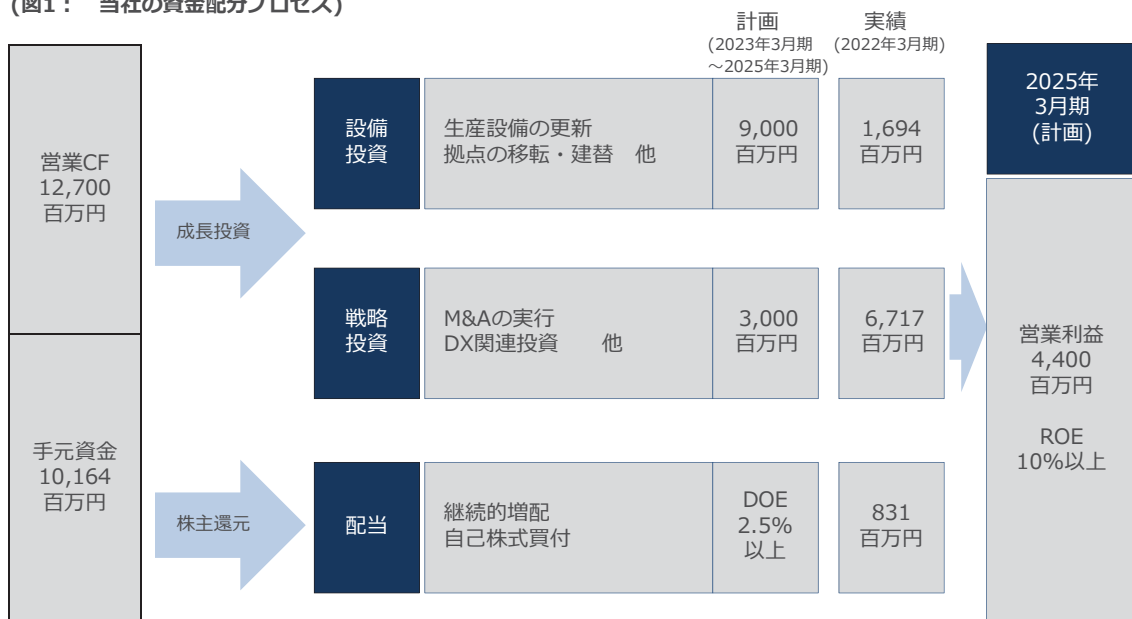 (図1： 当社の資金配分プロセス)
計画
(2023年3月期
～2025年3月期)
実績
(2022年3月期)
営業CF
12,700
百万円
手元資金
10,164
百万円
成長投資
株主還元
設備
投資
生産設備の更新
拠点の移転・建替 他
9,000
百万円
1,694
百万円
戦略
投資
M&Aの実行
DX関連投資 他
3,000
百万円
6,717
百万円
配当
継続的増配
自己株式買付
DOE
2.5%
以上
831
百万円
2025年
3月期
(計画)
営業利益
4,400
百万円
ROE
10%以上